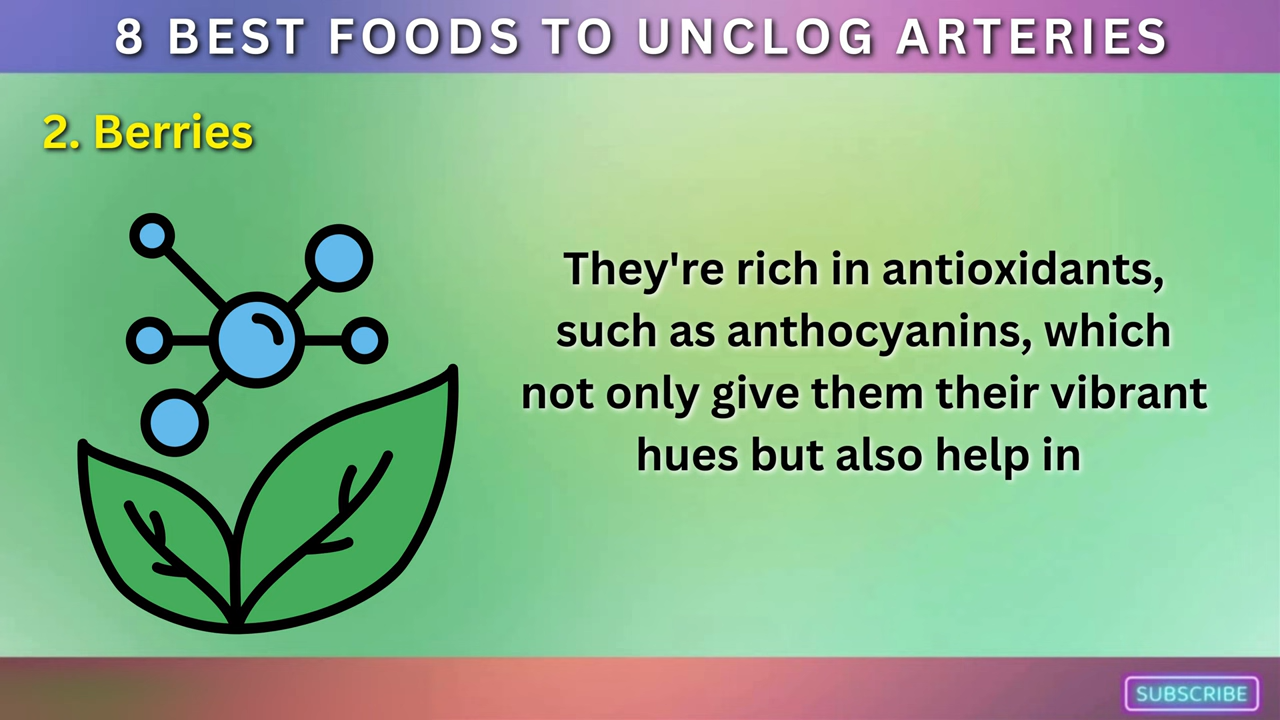 8 BEST FOODS TO UNCLOG ARTERIES
2. Berries
They're rich in antioxidants,
such as anthocyanins, which
not only give them their vibrant
hues but also help in
SUBSCRIBE